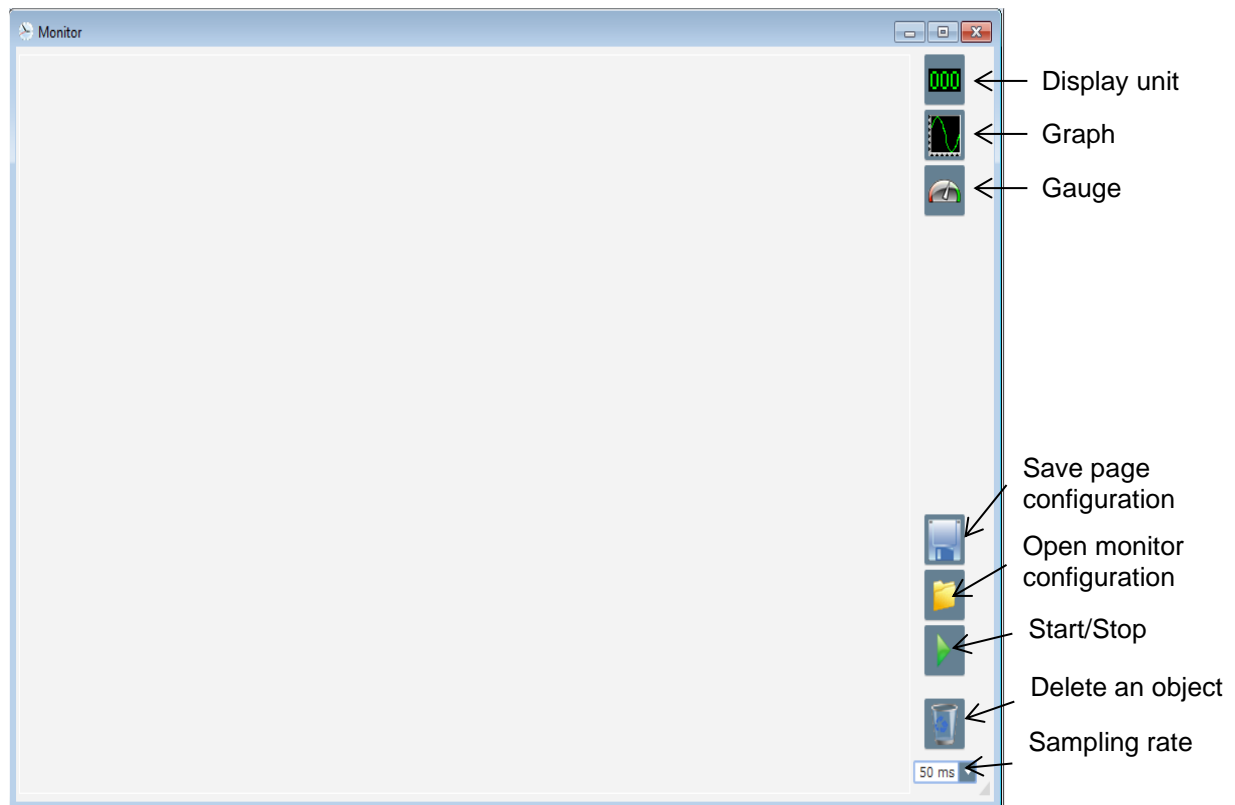 Monitor
000
Display unit
Graph
Gauge
Save page
configuration
Open monitor
configuration
Start/Stop
Delete an object
Sampling rate
50 ms